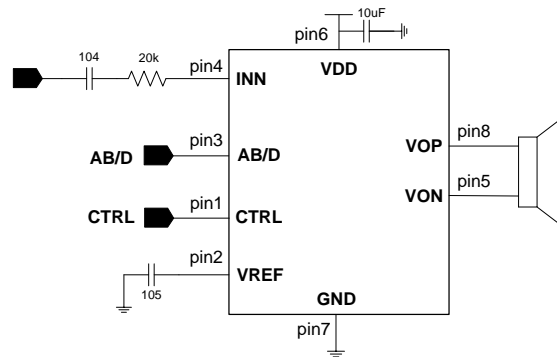 10uF
pin6
104
20k
pin4
INN
VDD
pin3
AB/D
AB/D
VOP
pin8
pin1
CTRL
CTRL
VON
pin5
pin2
VREF
105
GND
pin7